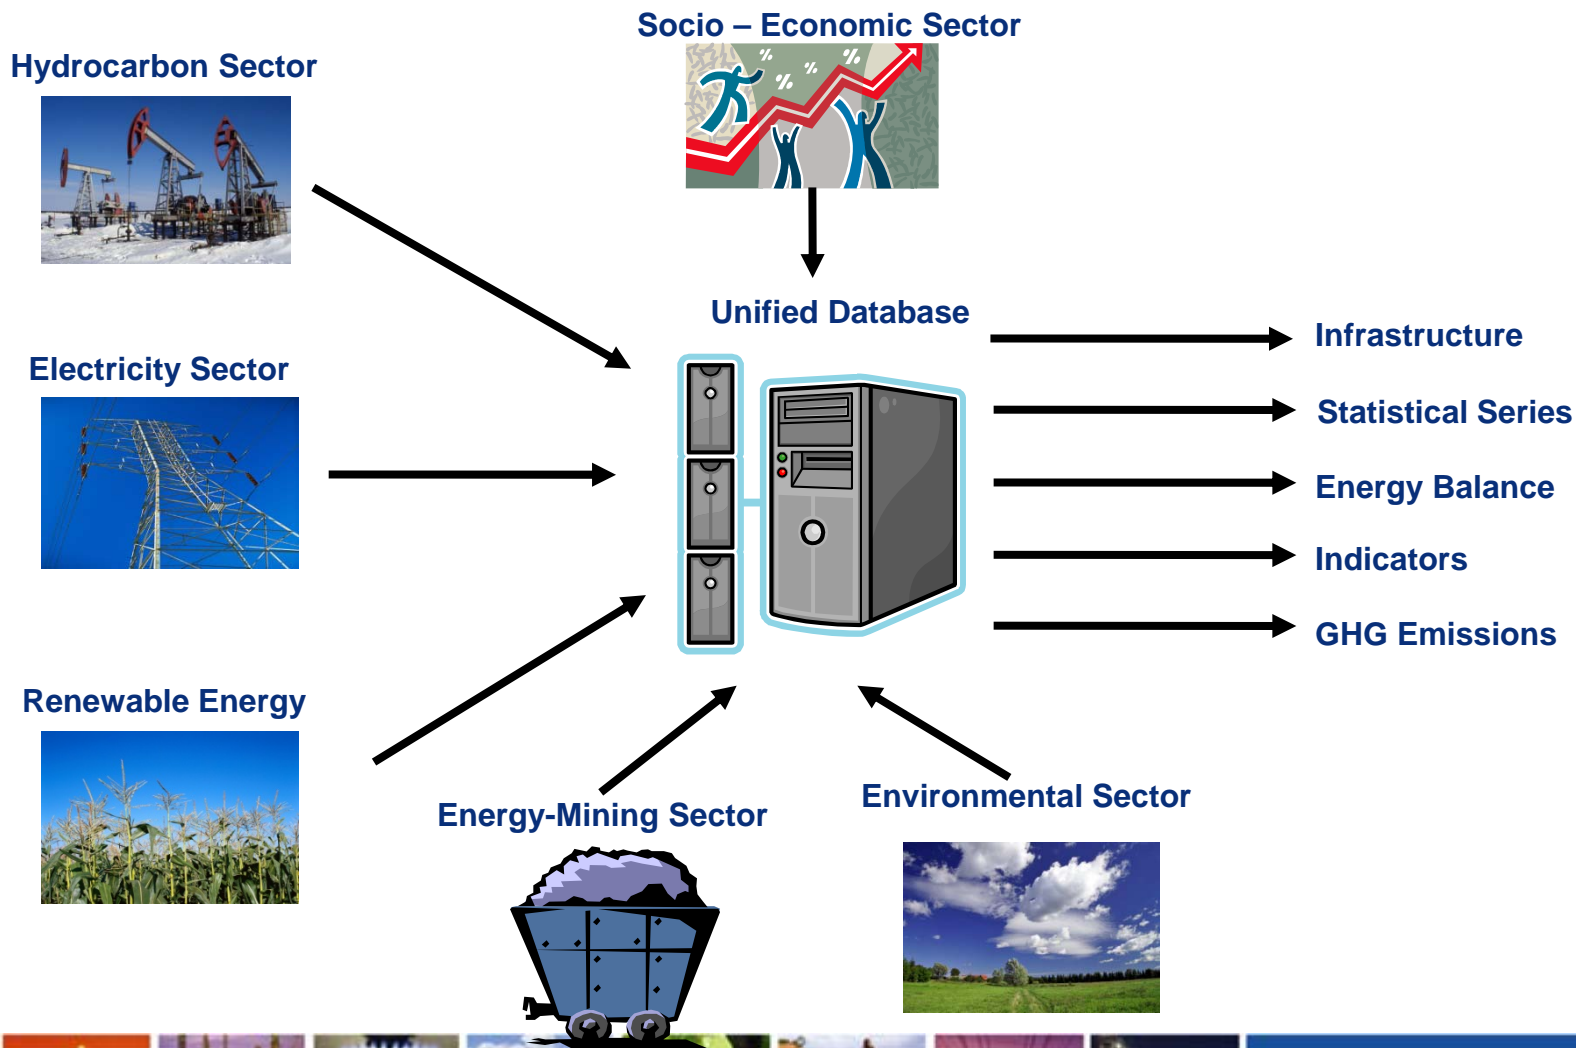 Socio – Economic Sector
Hydrocarbon Sector
% % % %
Unified Database
Infrastructure
Electricity Sector
Statistical Series
Energy Balance
Indicators
GHG Emissions
Renewable Energy
Energy-Mining Sector
Environmental Sector